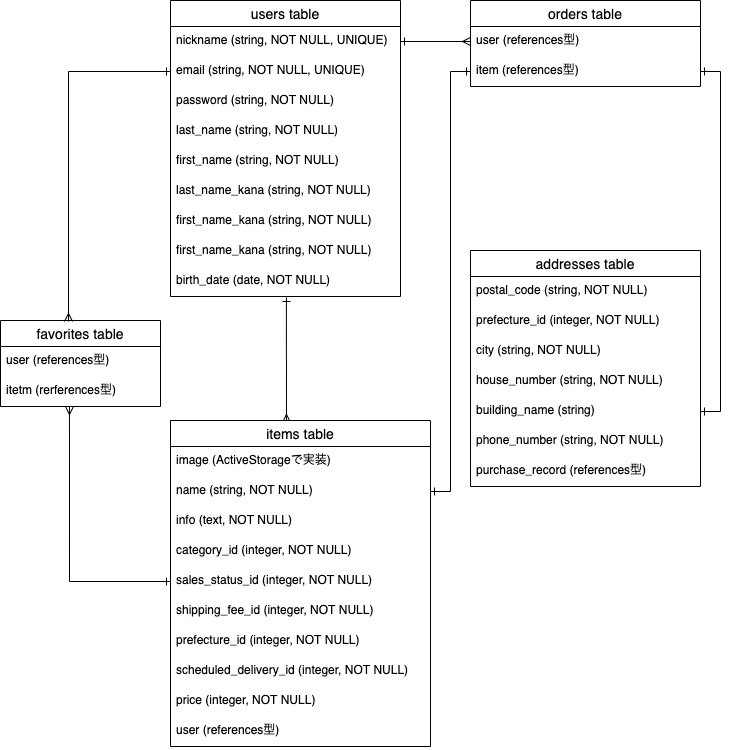 users table
nickname (string, NOT NULL, UNIQUE)
email (string, NOT NULL, UNIQUE)
password (string, NOT NULL)
last_name (string, NOT NULL)
first_name (string, NOT NULL)
last_name_kana (string, NOT NULL)
first_name_kana (string, NOT NULL)
first_name_kana (string, NOT NULL)
birth_date (date, NOT NULL)
orders table
user (references型)
item (references型)
addresses table
postal_code (string, NOT NULL)
prefecture_id (integer, NOT NULL)
city (string, NOT NULL)
house_number (string, NOT NULL)
building_name (string)
phone_number (string, NOT NULL)
purchase_record (references型)
favorites table
user (references型)
itetm (rerferences型)
items table
image (ActiveStorageで実装)
name (string, NOT NULL)
info (text, NOT NULL)
category_id (integer, NOT NULL)
sales_status_id (integer, NOT NULL)
shipping_fee_id (integer, NOT NULL)
prefecture_id (integer, NOT NULL)
scheduled_delivery_id (integer, NOT NULL)
price (integer, NOT NULL)
user (references型)